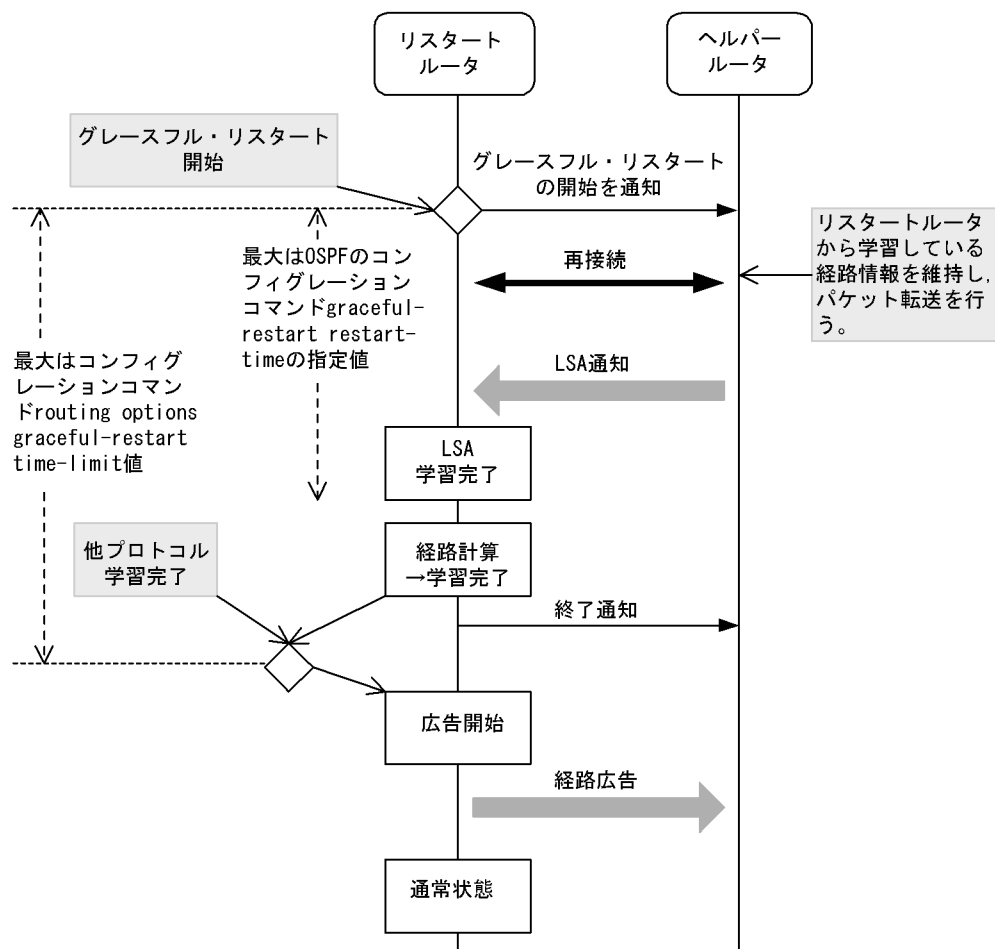 リスタート
ルータ
ヘルパー
ルータ
グレースフル・リスタート
開始
グレースフル・リスタート
の開始を通知
リスタートルータ
から学習している
経路情報を維持し,
パケット転送を行
う。
最大はOSPFのコン
フィグレーション
コマンドgraceful-
restart restart-
timeの指定値
再接続
最大はコンフィグ
レーションコマン
ドrouting options
graceful-restart
time-limit値
LSA通知
LSA
学習完了
他プロトコル
学習完了
経路計算
→学習完了
終了通知
広告開始
経路広告
通常状態